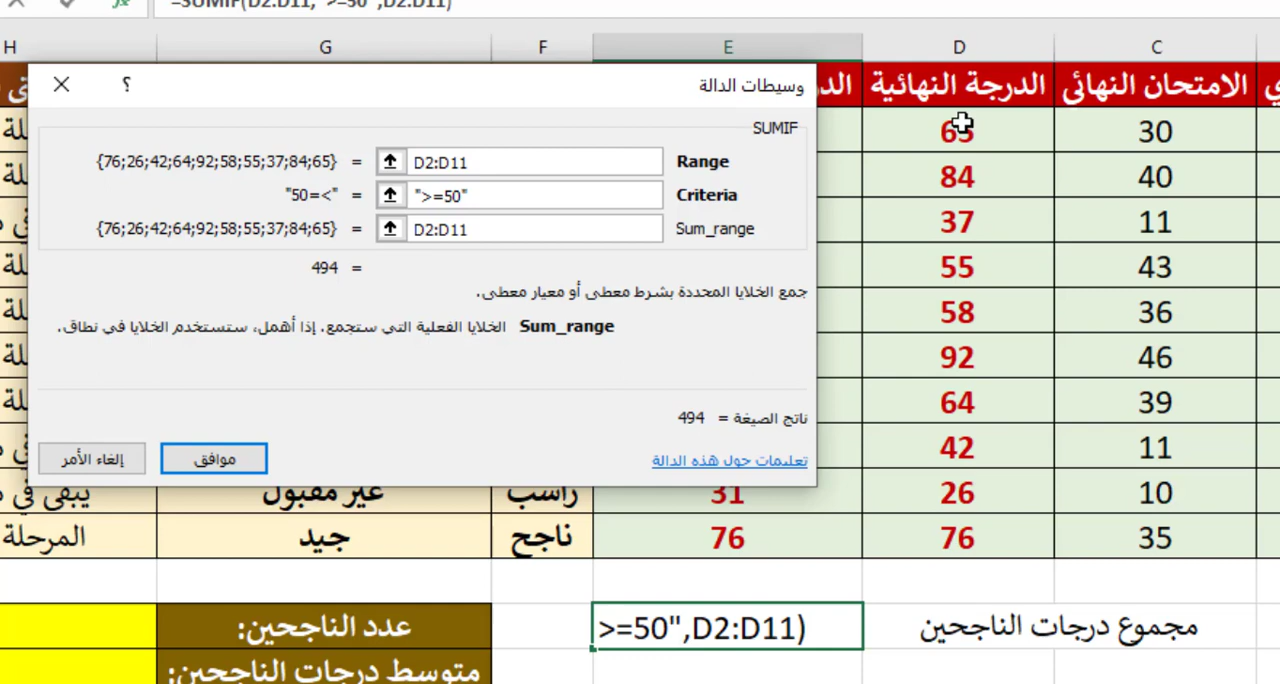 =SUMIF(D2:D11,">=50",D2:D11)
H G F E D C
الامتحان النهائى الدرجة النهائية
وسيطات الدالة ؟
SUMIF
Range D2:D11 = {76;26;42;64;92;58;55;37;84;65}
Criteria ">=50" = "50=<"
Sum_range D2:D11 = {76;26;42;64;92;58;55;37;84;65}
= 494
جمع الخلايا المحددة بشرط معطى أو معيار معطى.
Sum_range الخلايا الفعلية التي ستجمع. إذا أهمل، ستستخدم الخلايا في نطاق.
ناتج الصيغة = 494
تعليمات حول هذه الدالة
موافق
إلغاء الأمر
30 65
40 84
11 37
43 55
36 58
46 92
39 64
11 42
10 26 31 راسب غير مقبول يبقى في
35 76 76 ناجح جيد المرحلة
مجموع درجات الناجحين >=50",D2:D11) عدد الناجحين:
متوسط درجات الناجحين: